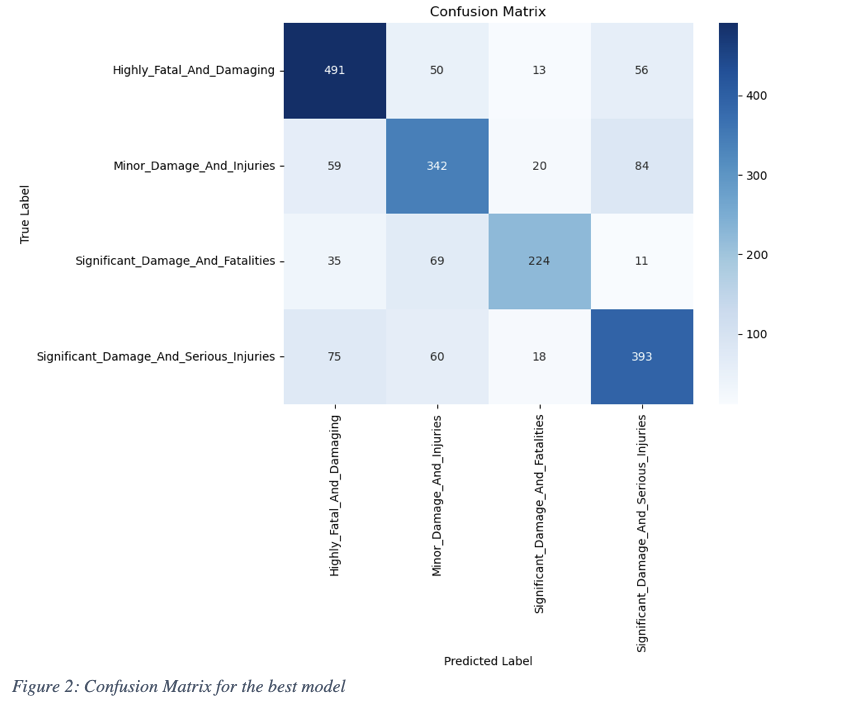 Confusion Matrix
Highly_Fatal_And_Damaging
491 50 13 56
400
Minor_Damage_And_Injuries
59 342 20 84
300
True Label
Significant_Damage_And_Fatalities
35 69 224 11
200
Significant_Damage_And_Serious_Injuries
75 60 18 393
100
Highly_Fatal_And_Damaging
Minor_Damage_And_Injuries
Significant_Damage_And_Fatalities
Significant_Damage_And_Serious_Injuries
Predicted Label
Figure 2: Confusion Matrix for the best model